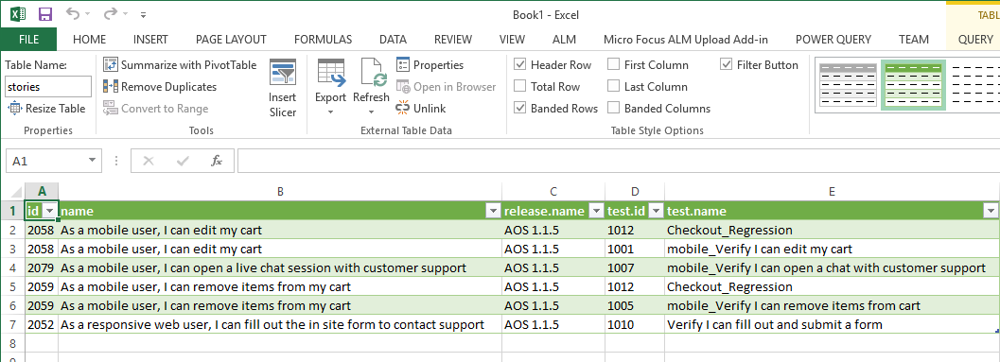 Book1 - Excel
TABL
FILE HOME INSERT PAGE LAYOUT FORMULAS DATA REVIEW VIEW ALM Micro Focus ALM Upload Add-in POWER QUERY TEAM QUERY
Table Name: Summarize with PivotTable Properties Header Row First Column Filter Button
stories Remove Duplicates Insert Slicer Export Refresh Open in Browser Total Row Last Column
Resize Table Convert to Range Unlink Banded Rows Banded Columns
Properties Tools External Table Data Table Style Options
A1 fx
A B C D E
1 id name release.name test.id test.name
2 2058 As a mobile user, I can edit my cart AOS 1.1.5 1012 Checkout_Regression
3 2058 As a mobile user, I can edit my cart AOS 1.1.5 1001 mobile_Verify I can edit my cart
4 2079 As a mobile user, I can open a live chat session with customer support AOS 1.1.5 1007 mobile_Verify I can open a chat with customer support
5 2059 As a mobile user, I can remove items from my cart AOS 1.1.5 1012 Checkout_Regression
6 2059 As a mobile user, I can remove items from my cart AOS 1.1.5 1005 mobile_Verify I can remove items from cart
7 2052 As a responsive web user, I can fill out the in site form to contact support AOS 1.1.5 1010 Verify I can fill out and submit a form
8
9